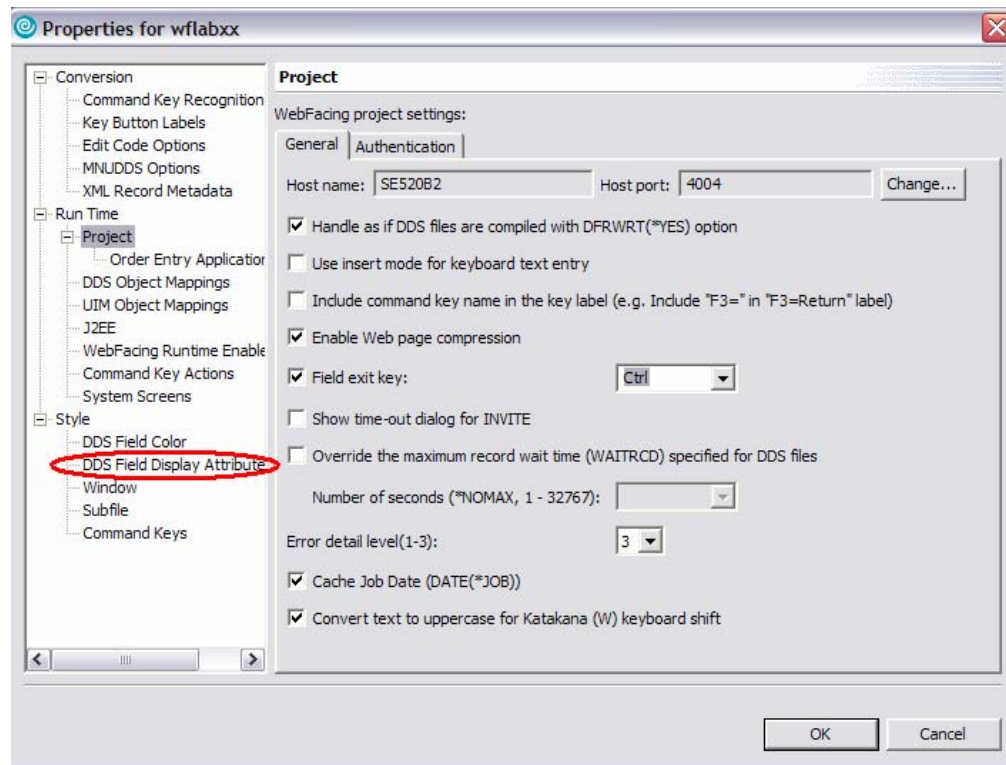 Properties for wflabxx
Conversion
Command Key Recognition
Key Button Labels
Edit Code Options
MNUDDS Options
XML Record Metadata
Run Time
Project
Order Entry Application
DDS Object Mappings
UIM Object Mappings
J2EE
WebFacing Runtime Enable
Command Key Actions
System Screens
Style
DDS Field Color
DDS Field Display Attribute
Window
Subfile
Command Keys
Project
WebFacing project settings:
General Authentication
Host name: SE520B2 Host port: 4004 Change...
Handle as if DDS files are compiled with DFRWRT(*YES) option
Use insert mode for keyboard text entry
Include command key name in the key label (e.g. Include "F3=" in "F3=Return" label)
Enable Web page compression
Field exit key: Ctrl
Show time-out dialog for INVITE
Override the maximum record wait time (WAITRCD) specified for DDS files
Number of seconds (*NOMAX, 1 - 32767):
Error detail level(1-3): 3
Cache Job Date (DATE(*JOB))
Convert text to uppercase for Katakana (W) keyboard shift
OK Cancel